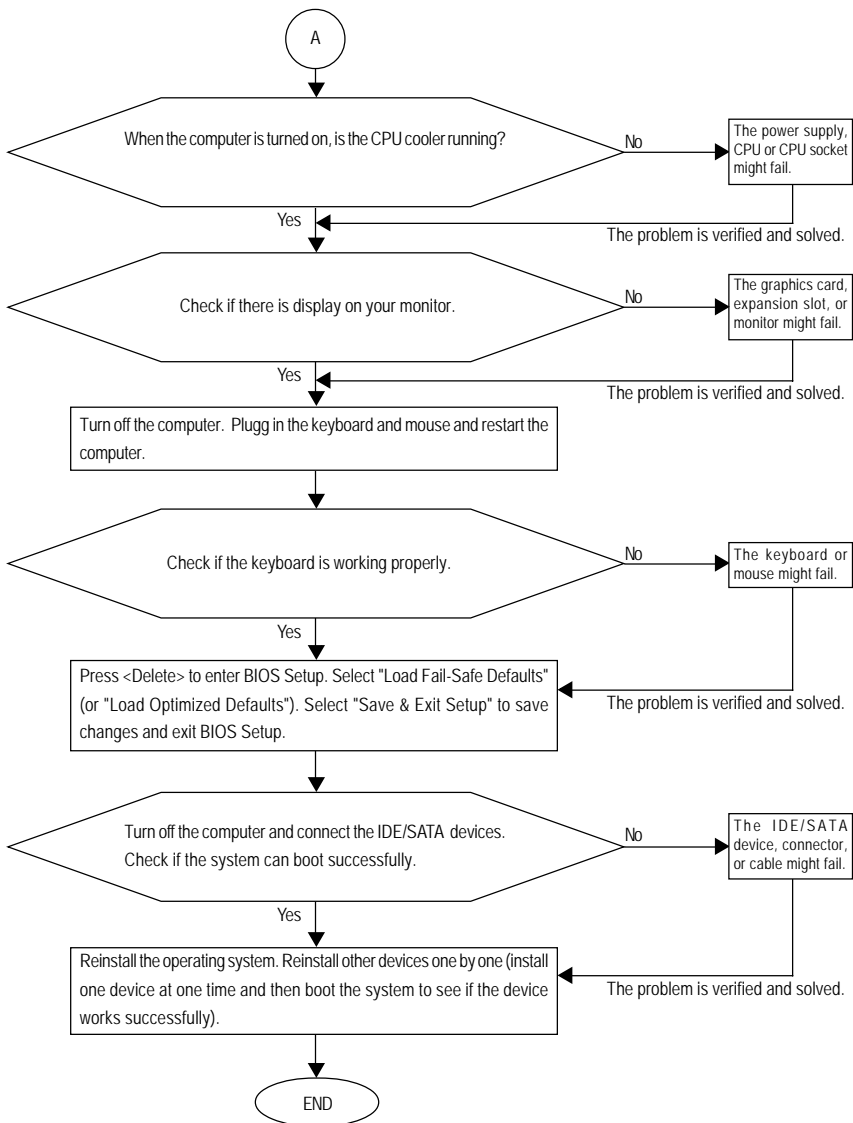 A
When the computer is turned on, is the CPU cooler running?
No
The power supply,
CPU or CPU socket
might fail.
Yes
The problem is verified and solved.
Check if there is display on your monitor.
No
The graphics card,
expansion slot, or
monitor might fail.
Yes
The problem is verified and solved.
Turn off the computer. Plugg in the keyboard and mouse and restart the
computer.
Check if the keyboard is working properly.
No
The keyboard or
mouse might fail.
Yes
Press <Delete> to enter BIOS Setup. Select "Load Fail-Safe Defaults"
(or "Load Optimized Defaults"). Select "Save & Exit Setup" to save
changes and exit BIOS Setup.
The problem is verified and solved.
Turn off the computer and connect the IDE/SATA devices.
Check if the system can boot successfully.
No
The IDE/SATA
device, connector,
or cable might fail.
Yes
Reinstall the operating system. Reinstall other devices one by one (install
one device at one time and then boot the system to see if the device
works successfully).
The problem is verified and solved.
END